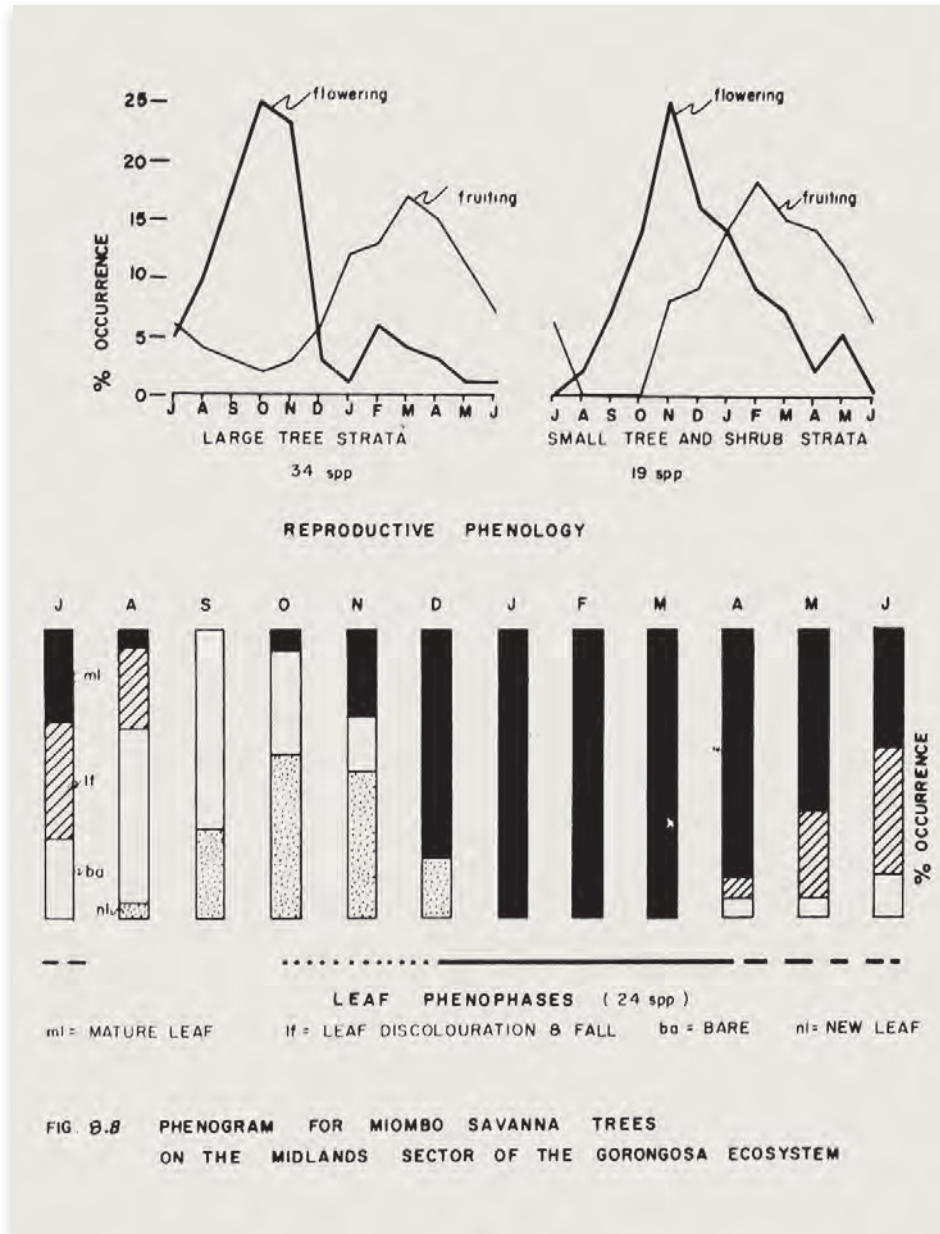 25
20
15
10
5
0
% OCCURRENCE
flowering
fruiting
J A S O N D J F M A M J
LARGE TREE STRATA
34 spp
flowering
fruiting
J A S O N D J F M A M J
SMALL TREE AND SHRUB STRATA
19 spp
REPRODUCTIVE PHENOLOGY
J A S O N D J F M A M J
ml
lf
ba
nl
% OCCURRENCE
LEAF PHENOPHASES (24 spp)
ml = MATURE LEAF lf = LEAF DISCOLOURATION & FALL ba = BARE nl = NEW LEAF
FIG. 8.8 PHENOGRAM FOR MIOMBO SAVANNA TREES
ON THE MIDLANDS SECTOR OF THE GORONGOSA ECOSYSTEM